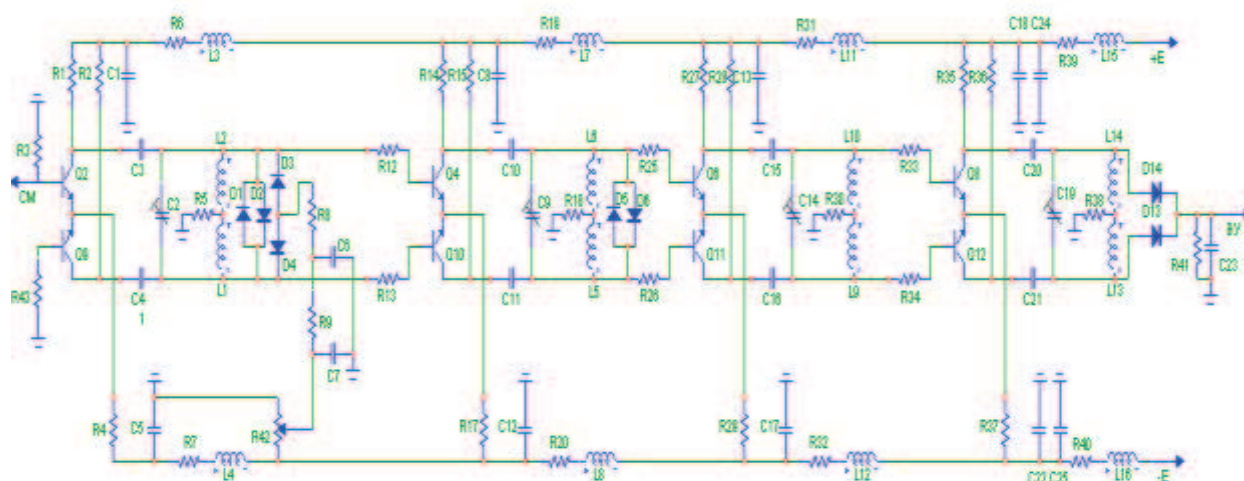 R6
L3
R19
L7
R31
L11
C18 C24
R39
L15
+E
R1
R2
C1
R14
R15
C8
R27
R28
C13
R35
R36
R3
CM
Q2
C3
L2
D3
D1
D2
R5
C2
R8
R12
Q4
C10
L6
R25
C9
R18
D5
D6
Q6
C15
L10
R33
C14
R30
Q8
C20
L14
D14
C19
R38
D13
ВУ
Q9
D4
C6
Q10
Q11
Q12
R41
C23
R43
C4
1
L1
R13
C11
L5
R26
C16
L9
R34
C21
L13
R9
C7
R4
C5
R42
R17
C12
R29
C17
R37
R7
L4
R20
L8
R32
L12
C22
C25
R40
L16
-E